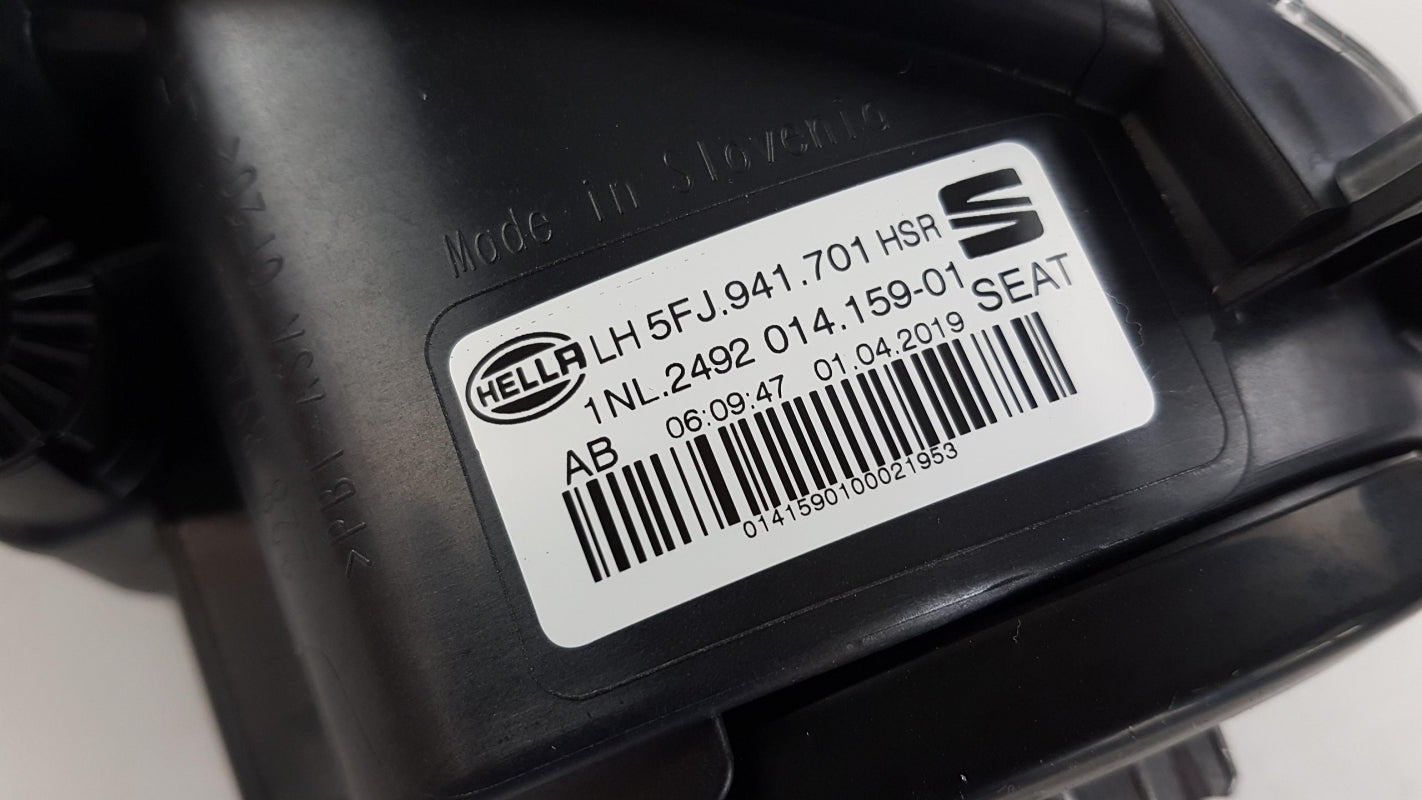 Made in Slovenia
HELLA LH 5FJ.941.701 HSR
1NL.2492 014.159-01 SEAT
AB 06:09:47 01.04.2019
0141590100021953